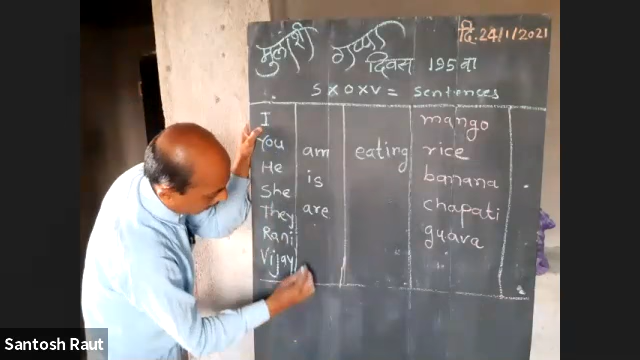 दि. 24/1/2021
मुलांशी गप्पा
दिवस 195 वा
S X O X V = Sentences
I mango
You am eating rice
He is banana
She
They are chapati
Rani guava
Vijay
Santosh Raut